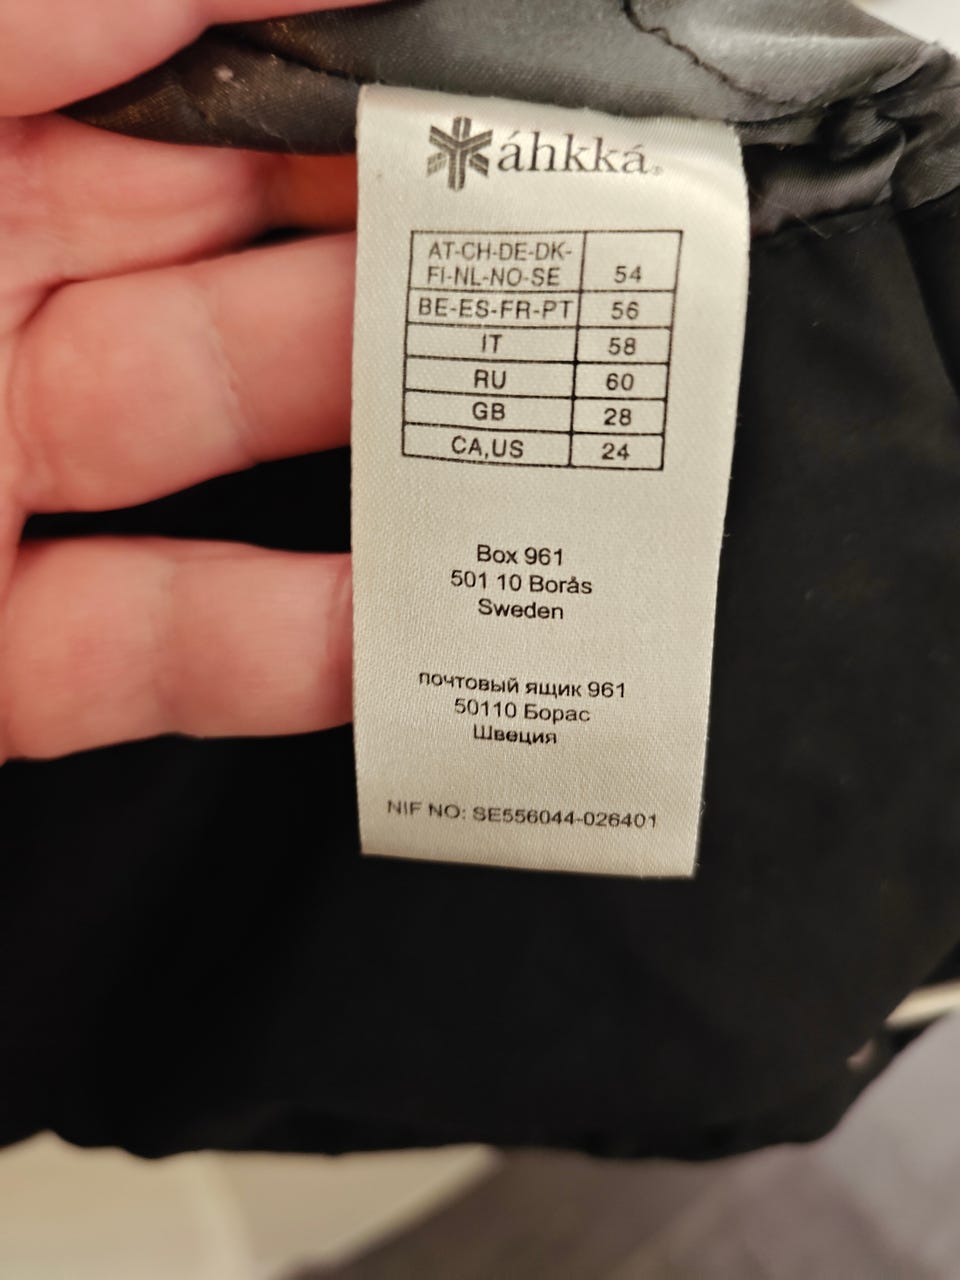 áhkká®
AT-CH-DE-DK-
FI-NL-NO-SE 54
BE-ES-FR-PT 56
IT 58
RU 60
GB 28
CA,US 24
Box 961
501 10 Borås
Sweden
почтовый ящик 961
50110 Борас
Швеция
NIF NO: SE556044-026401